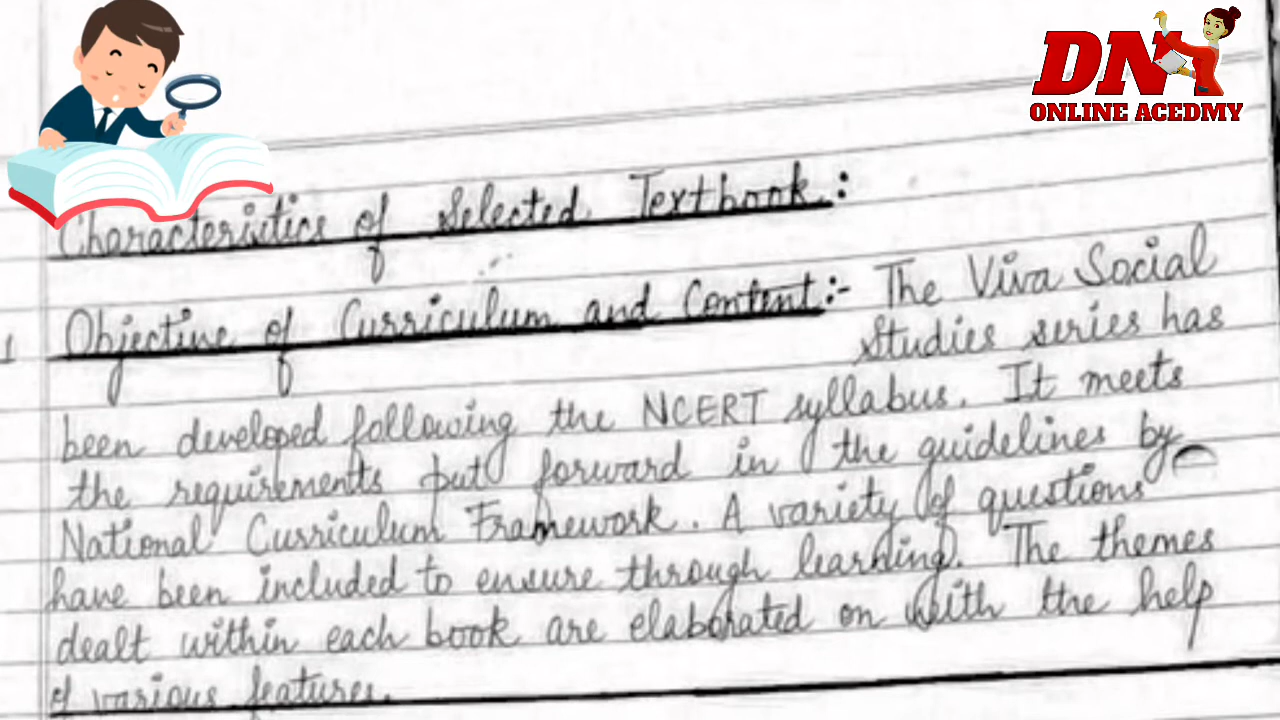 DNY
ONLINE ACEDMY
Characteristics of Selected Textbook:
1 Objective of Curriculum and Content:- The Viva Social
Studies series has
been developed following the NCERT syllabus. It meets
the requirements put forward in the guidelines by
National Curriculum Framework. A variety of questions
have been included to ensure through learning. The themes
dealt within each book are elaborated on with the help
of various features.